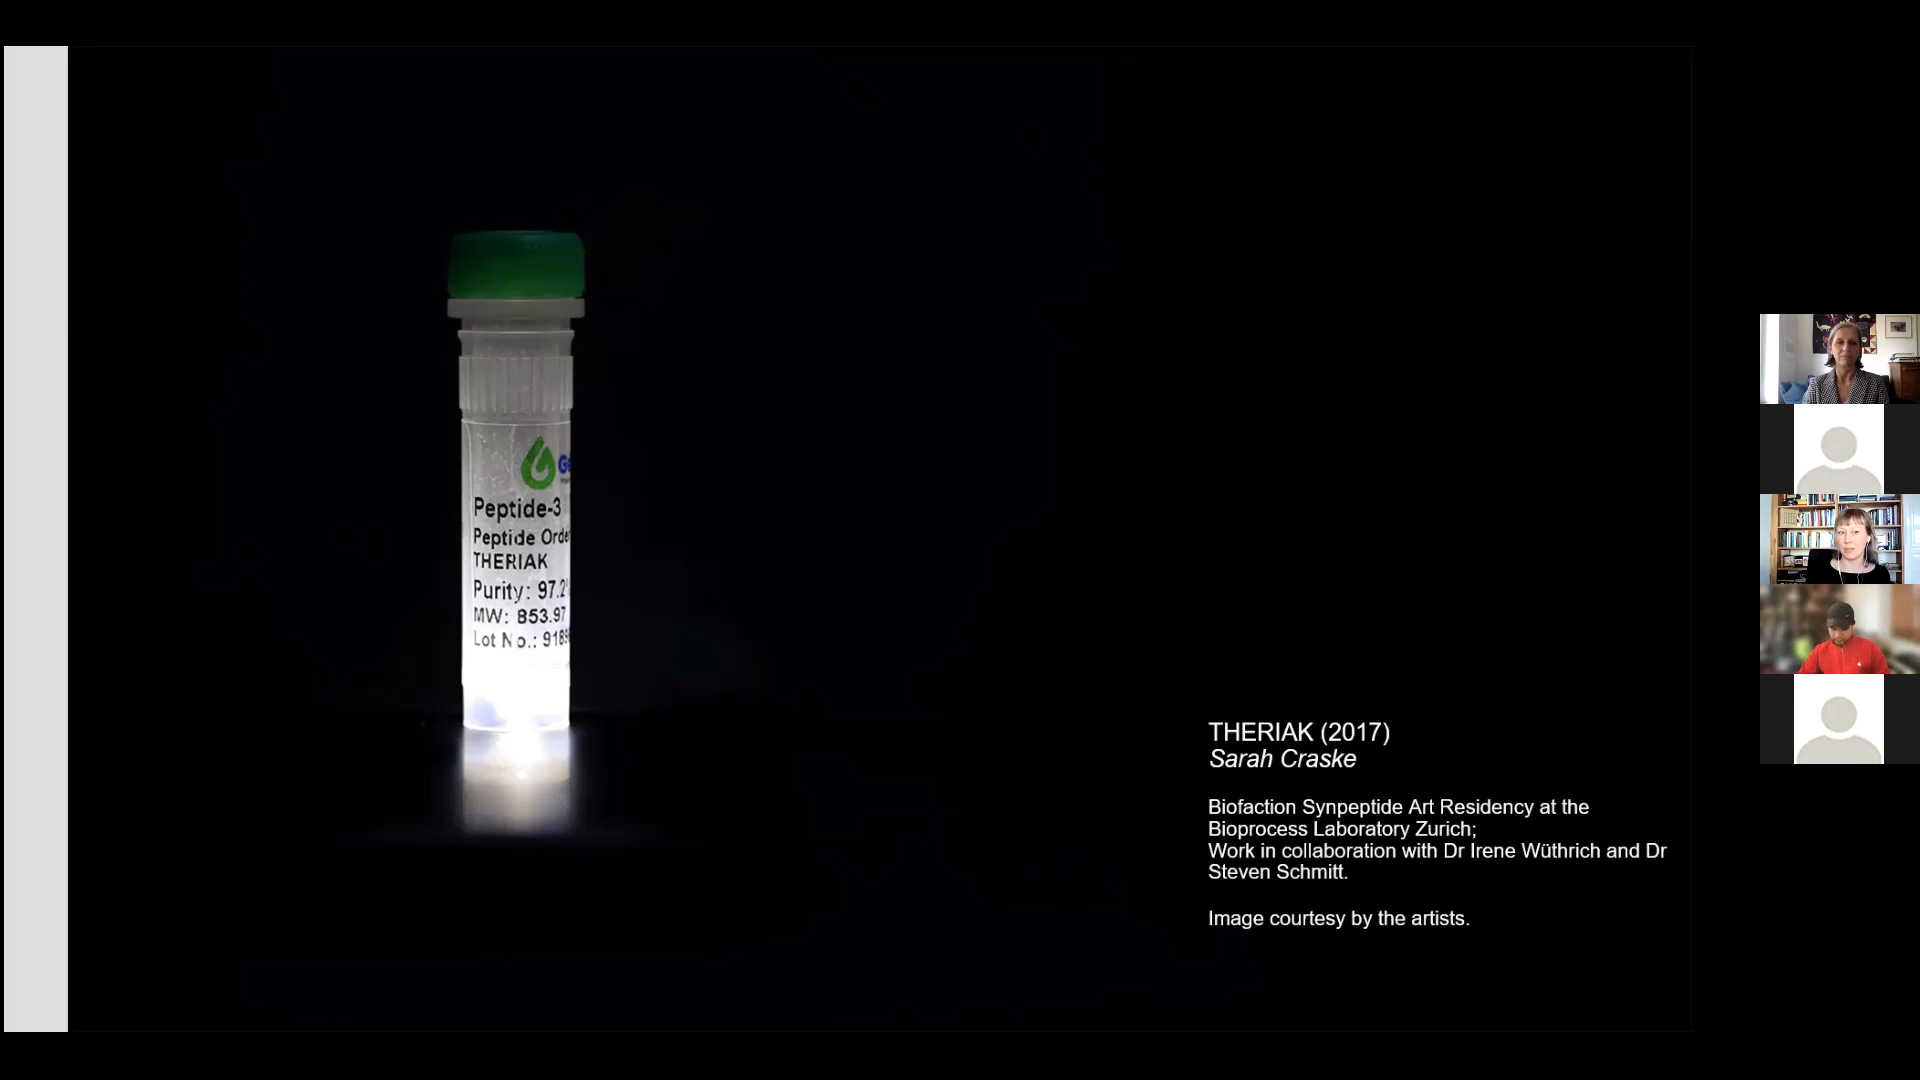 Peptide-3
Peptide Orde
THERIAK
Purity: 97.2
MW: 853.97
Lot No.: 9189
THERIAK (2017)
Sarah Craske
Biofaction Synpeptide Art Residency at the
Bioprocess Laboratory Zurich;
Work in collaboration with Dr Irene Wüthrich and Dr
Steven Schmitt.
Image courtesy by the artists.